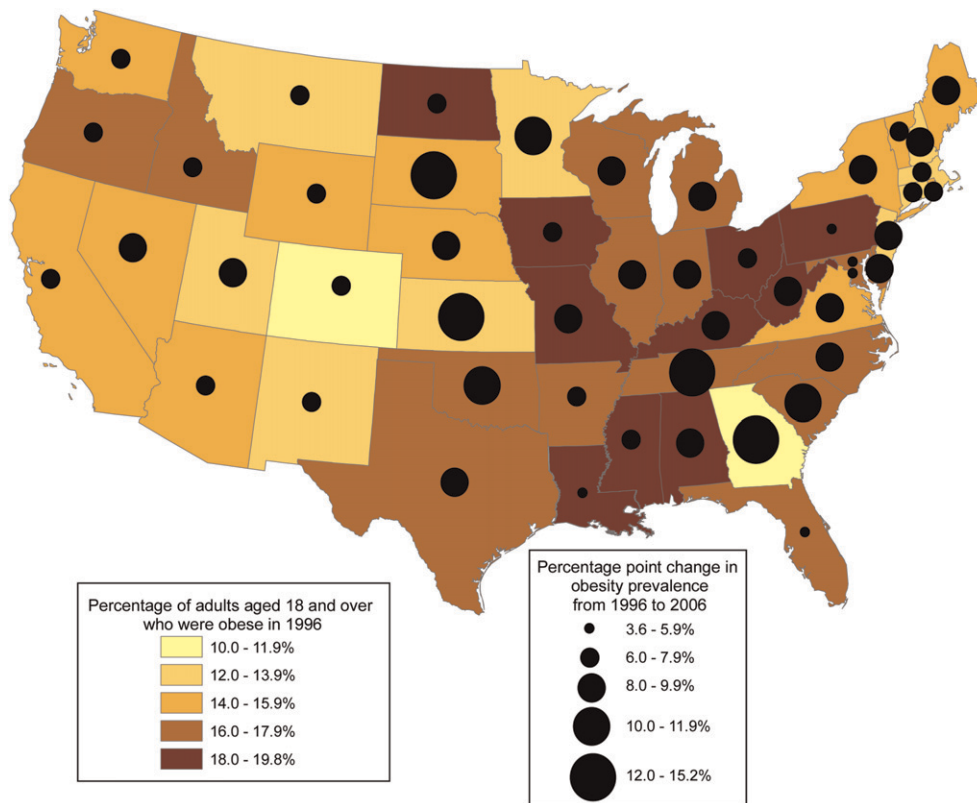 Percentage of adults aged 18 and over
who were obese in 1996
10.0 - 11.9%
12.0 - 13.9%
14.0 - 15.9%
16.0 - 17.9%
18.0 - 19.8%
Percentage point change in
obesity prevalence
from 1996 to 2006
3.6 - 5.9%
6.0 - 7.9%
8.0 - 9.9%
10.0 - 11.9%
12.0 - 15.2%